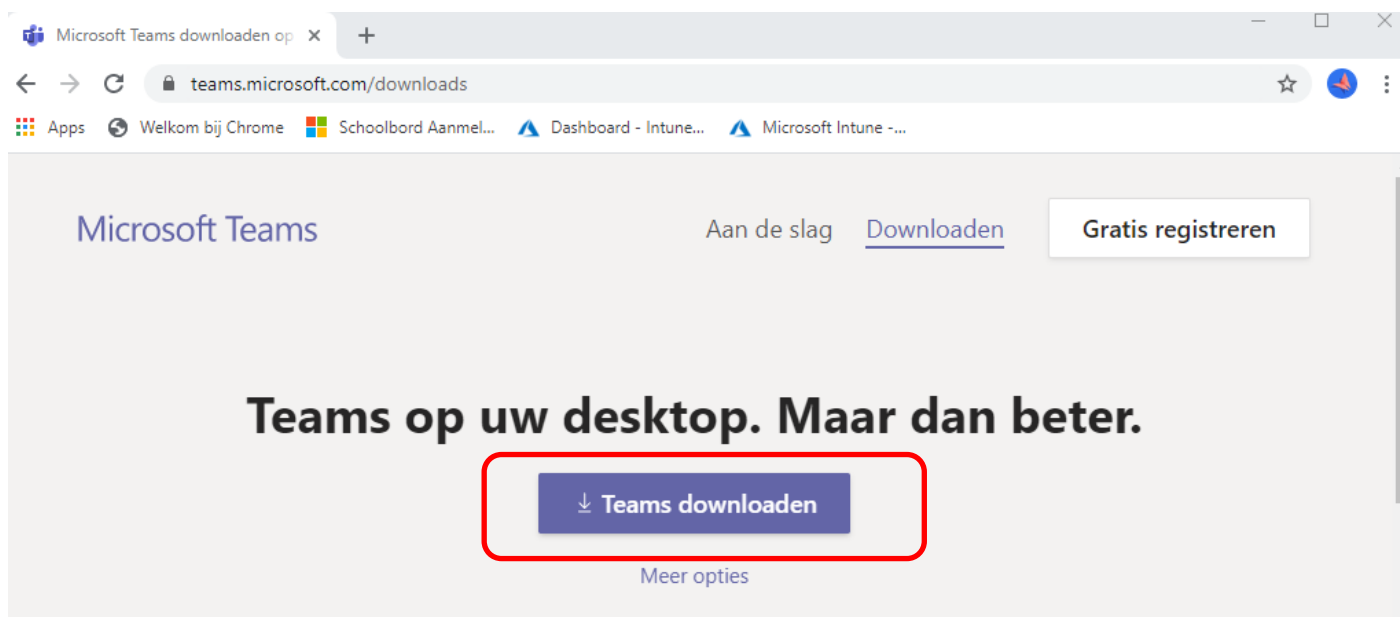 Microsoft Teams downloaden op
teams.microsoft.com/downloads
Apps Welkom bij Chrome Schoolbord Aanmel... Dashboard - Intune... Microsoft Intune -...
Microsoft Teams Aan de slag Downloaden Gratis registreren
Teams op uw desktop. Maar dan beter.
Teams downloaden
Meer opties